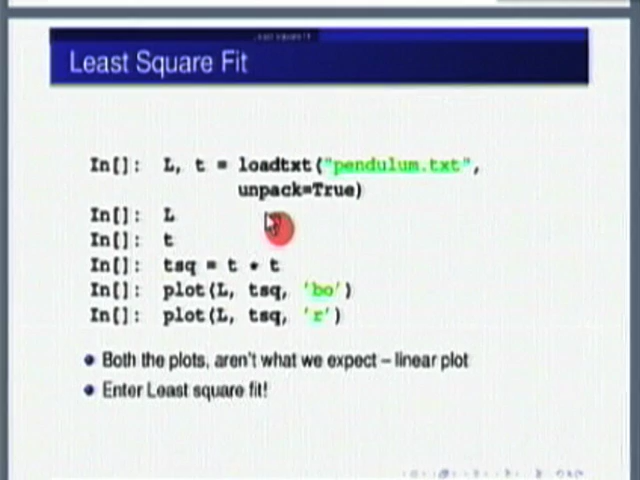 Least Square Fit
In[]: L, t = loadtxt("pendulum.txt",
unpack=True)
In[]: L
In[]: t
In[]: tsq = t * t
In[]: plot(L, tsq, 'bo')
In[]: plot(L, tsq, 'r')
Both the plots, aren't what we expect – linear plot
Enter Least square fit!